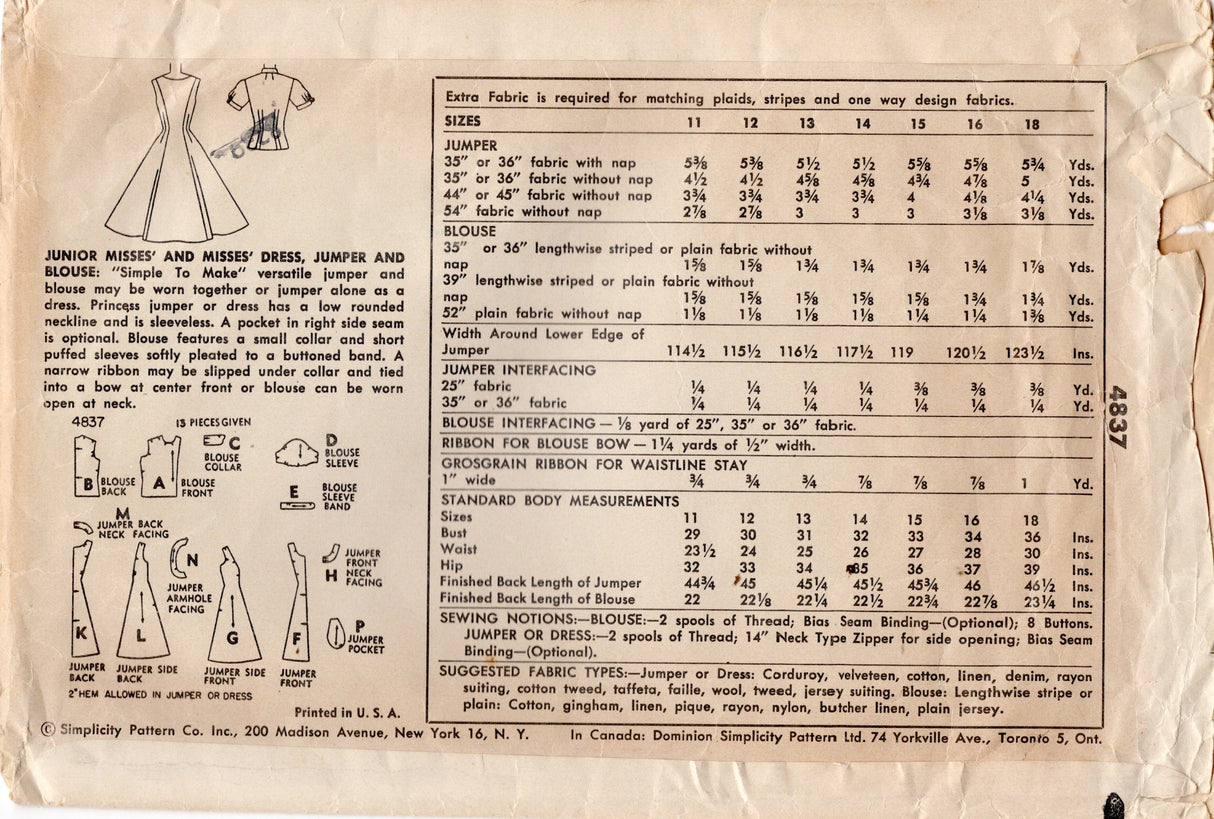 JUNIOR MISSES' AND MISSES' DRESS, JUMPER AND
BLOUSE: "Simple To Make" versatile jumper and
blouse may be worn together or jumper alone as a
dress. Princess jumper or dress has a low rounded
neckline and is sleeveless. A pocket in right side seam
is optional. Blouse features a small collar and short
puffed sleeves softly pleated to a buttoned band. A
narrow ribbon may be slipped under collar and tied
into a bow at center front or blouse can be worn
open at neck.
4837 13 PIECES GIVEN
B BLOUSE BACK
A BLOUSE FRONT
C BLOUSE COLLAR
D BLOUSE SLEEVE
E BLOUSE SLEEVE BAND
M JUMPER BACK NECK FACING
N JUMPER ARMHOLE FACING
H JUMPER FRONT NECK FACING
K JUMPER BACK
L JUMPER SIDE BACK
G JUMPER SIDE FRONT
F JUMPER FRONT
P JUMPER POCKET
2" HEM ALLOWED IN JUMPER OR DRESS
Printed in U. S. A.
Extra Fabric is required for matching plaids, stripes and one way design fabrics.
SIZES 11 12 13 14 15 16 18
JUMPER
35" or 36" fabric with nap 5⅜ 5⅜ 5½ 5½ 5⅝ 5⅝ 5¾ Yds.
35" or 36" fabric without nap 4½ 4½ 4⅝ 4⅝ 4¾ 4⅞ 5 Yds.
44" or 45" fabric without nap 3¾ 3¾ 3¾ 3¾ 4 4⅛ 4¼ Yds.
54" fabric without nap 2⅞ 2⅞ 3 3 3 3⅛ 3⅛ Yds.
BLOUSE
35" or 36" lengthwise striped or plain fabric without
nap 1⅝ 1⅝ 1¾ 1¾ 1¾ 1¾ 1⅞ Yds.
39" lengthwise striped or plain fabric without
nap 1⅝ 1⅝ 1⅝ 1⅝ 1⅝ 1¾ 1¾ Yds.
52" plain fabric without nap 1⅛ 1⅛ 1⅛ 1⅛ 1¼ 1¼ 1⅜ Yds.
Width Around Lower Edge of
Jumper 114½ 115½ 116½ 117½ 119 120½ 123½ Ins.
JUMPER INTERFACING
25" fabric ¼ ¼ ¼ ¼ ⅜ ⅜ ⅜ Yd.
35" or 36" fabric ¼ ¼ ¼ ¼ ¼ ¼ ¼ Yd.
BLOUSE INTERFACING — ⅛ yard of 25", 35" or 36" fabric.
RIBBON FOR BLOUSE BOW — 1¼ yards of ½" width.
GROSGRAIN RIBBON FOR WAISTLINE STAY
1" wide ¾ ¾ ¾ ⅞ ⅞ ⅞ 1 Yd.
STANDARD BODY MEASUREMENTS
Sizes 11 12 13 14 15 16 18
Bust 29 30 31 32 33 34 36 Ins.
Waist 23½ 24 25 26 27 28 30 Ins.
Hip 32 33 34 35 36 37 39 Ins.
Finished Back Length of Jumper 44¾ 45 45¼ 45½ 45¾ 46 46½ Ins.
Finished Back Length of Blouse 22 22⅛ 22¼ 22½ 22¾ 22⅞ 23¼ Ins.
SEWING NOTIONS:—BLOUSE:—2 spools of Thread; Bias Seam Binding—(Optional); 8 Buttons.
JUMPER OR DRESS:—2 spools of Thread; 14" Neck Type Zipper for side opening; Bias Seam
Binding—(Optional).
SUGGESTED FABRIC TYPES:—Jumper or Dress: Corduroy, velveteen, cotton, linen, denim, rayon
suiting, cotton tweed, taffeta, faille, wool, tweed, jersey suiting. Blouse: Lengthwise stripe or
plain: Cotton, gingham, linen, pique, rayon, nylon, butcher linen, plain jersey.
4837
© Simplicity Pattern Co. Inc., 200 Madison Avenue, New York 16, N. Y. In Canada: Dominion Simplicity Pattern Ltd. 74 Yorkville Ave., Toronto 5, Ont.